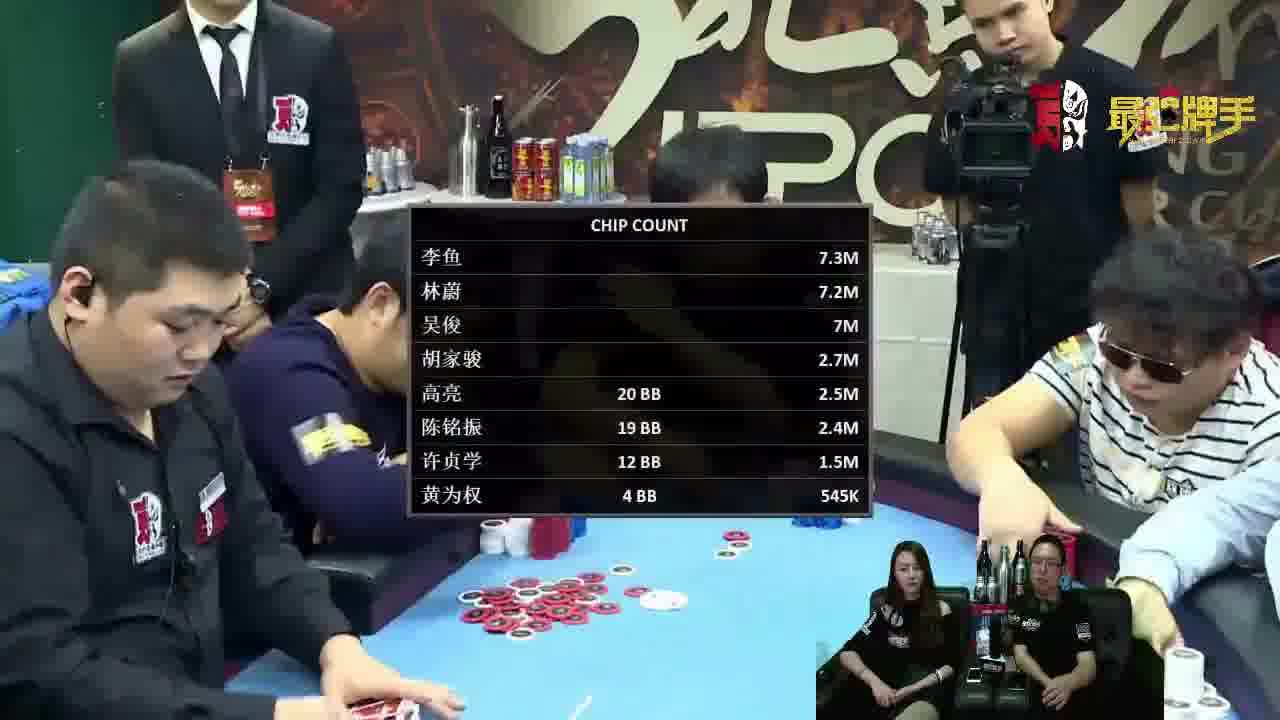 最IC牌手
CHIP COUNT
李鱼 7.3M
林蔚 7.2M
吴俊 7M
胡家骏 2.7M
高亮 20 BB 2.5M
陈铭振 19 BB 2.4M
许贞学 12 BB 1.5M
黄为权 4 BB 545K